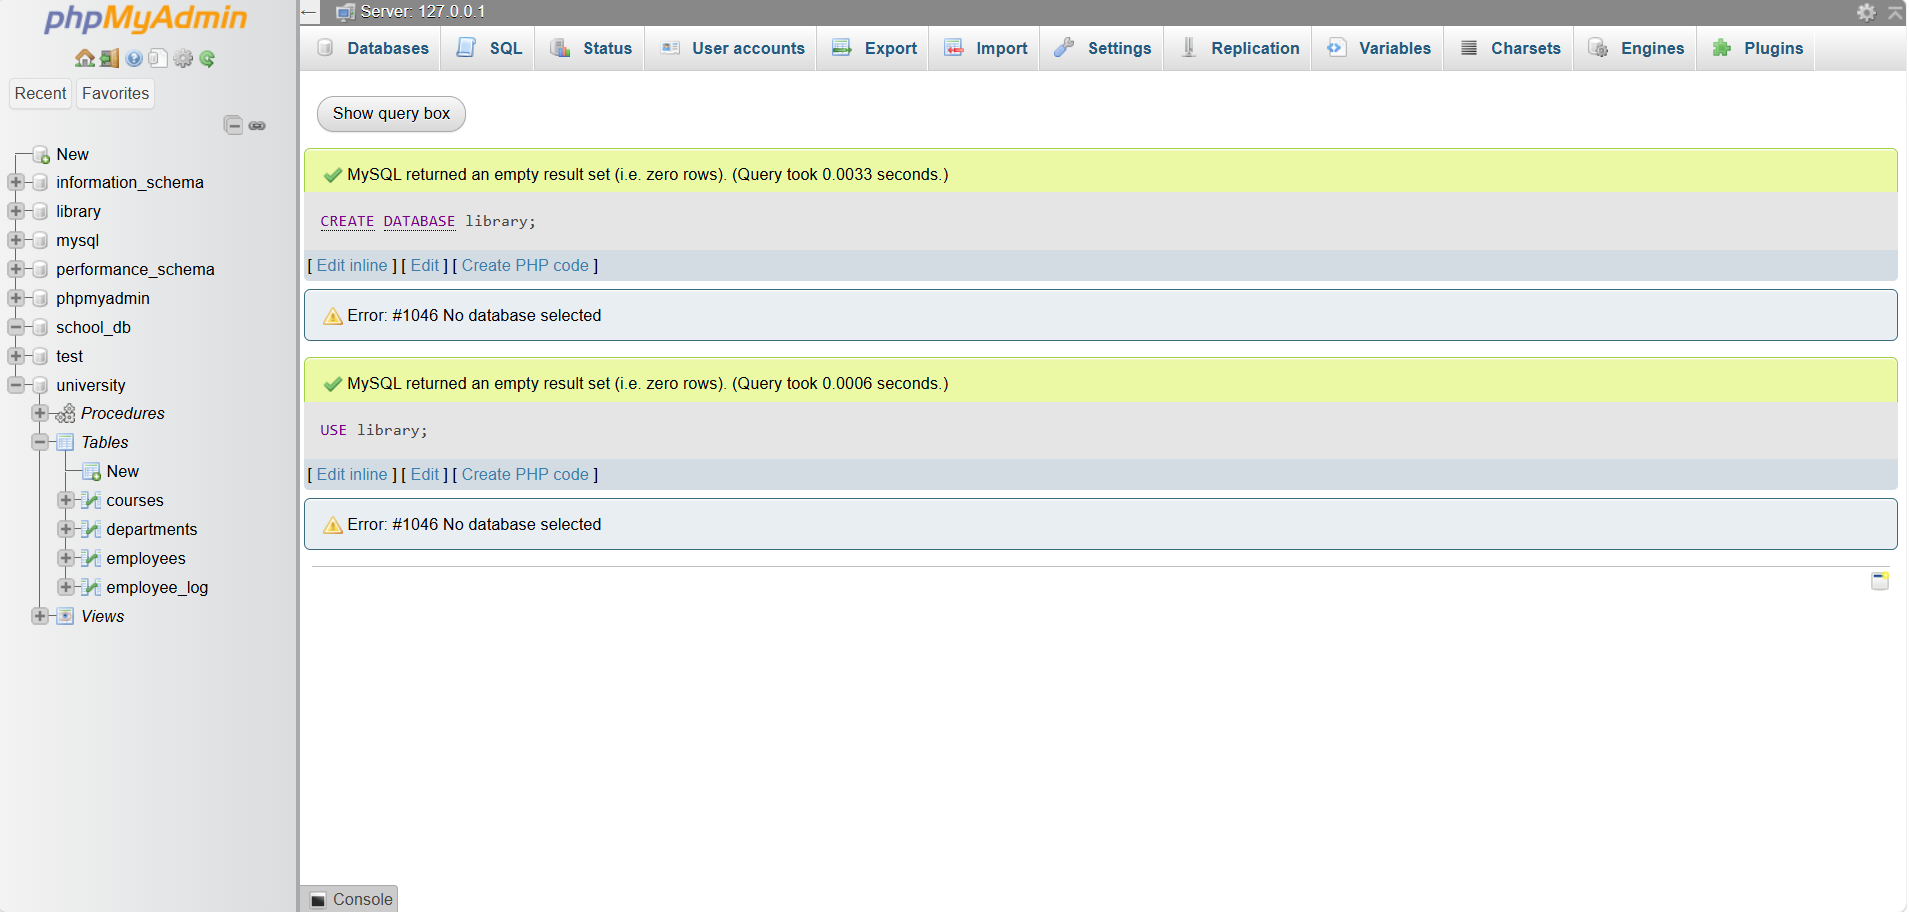 phpMyAdmin
Recent Favorites
New
information_schema
library
mysql
performance_schema
phpmyadmin
school_db
test
university
Procedures
Tables
New
courses
departments
employees
employee_log
Views
Server: 127.0.0.1
Databases SQL Status User accounts Export Import Settings Replication Variables Charsets Engines Plugins
Show query box
MySQL returned an empty result set (i.e. zero rows). (Query took 0.0033 seconds.)
CREATE DATABASE library;
[ Edit inline ] [ Edit ] [ Create PHP code ]
Error: #1046 No database selected
MySQL returned an empty result set (i.e. zero rows). (Query took 0.0006 seconds.)
USE library;
[ Edit inline ] [ Edit ] [ Create PHP code ]
Error: #1046 No database selected
Console